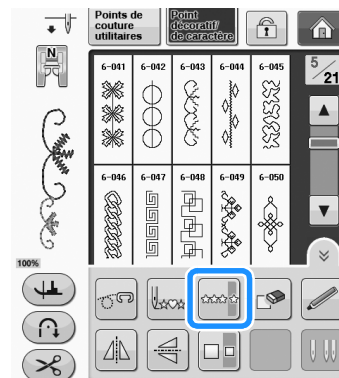 Points de couture utilitaires
Point décoratif/ de caractère
N
6-041 6-042 6-043 6-044 6-045
5/21
6-046 6-047 6-048 6-049 6-050
100%